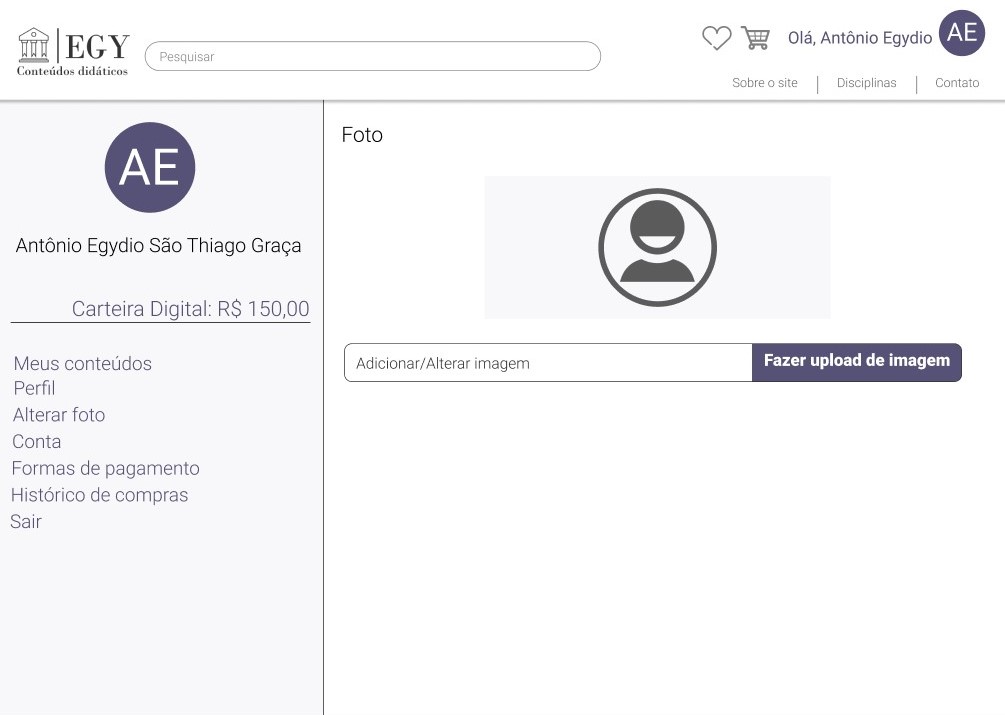 EGY
Conteúdos didáticos
Pesquisar
Olá, Antônio Egydio
AE
Sobre o site
Disciplinas
Contato
AE
Antônio Egydio São Thiago Graça
Carteira Digital: R$ 150,00
Meus conteúdos
Perfil
Alterar foto
Conta
Formas de pagamento
Histórico de compras
Sair
Foto
Adicionar/Alterar imagem
Fazer upload de imagem